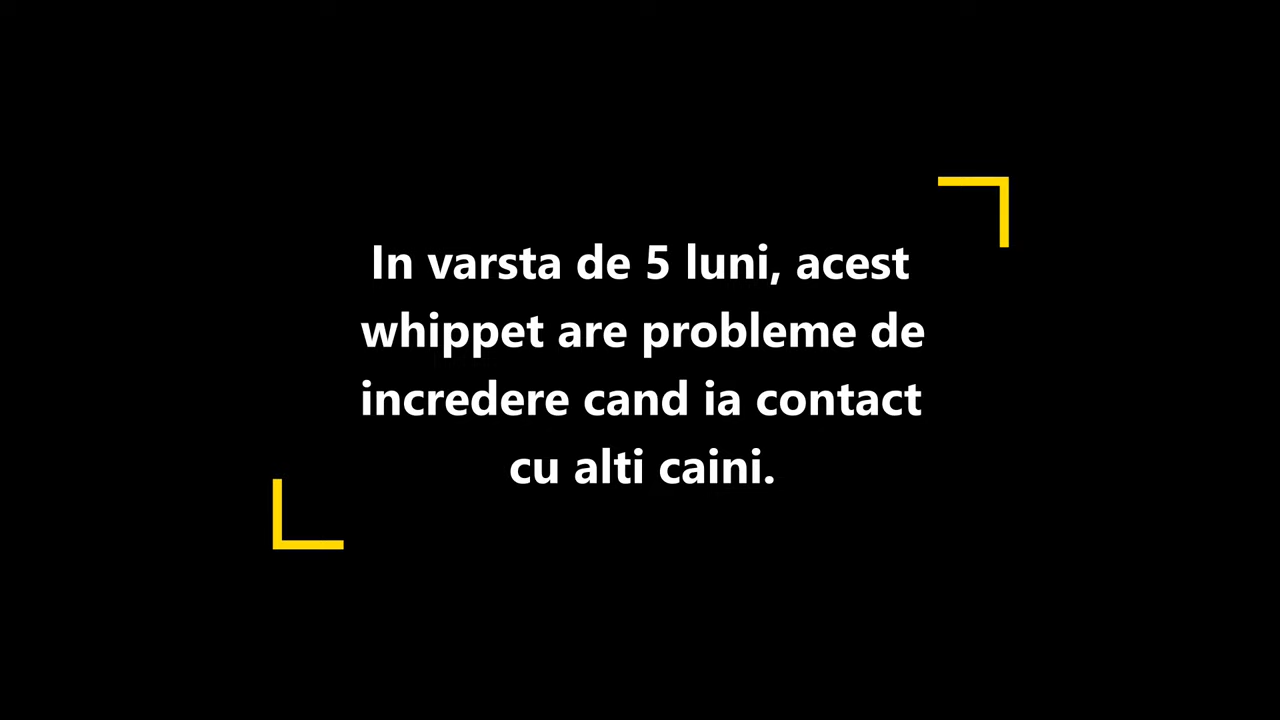 In varsta de 5 luni, acest
whippet are probleme de
incredere cand ia contact
cu alti caini.